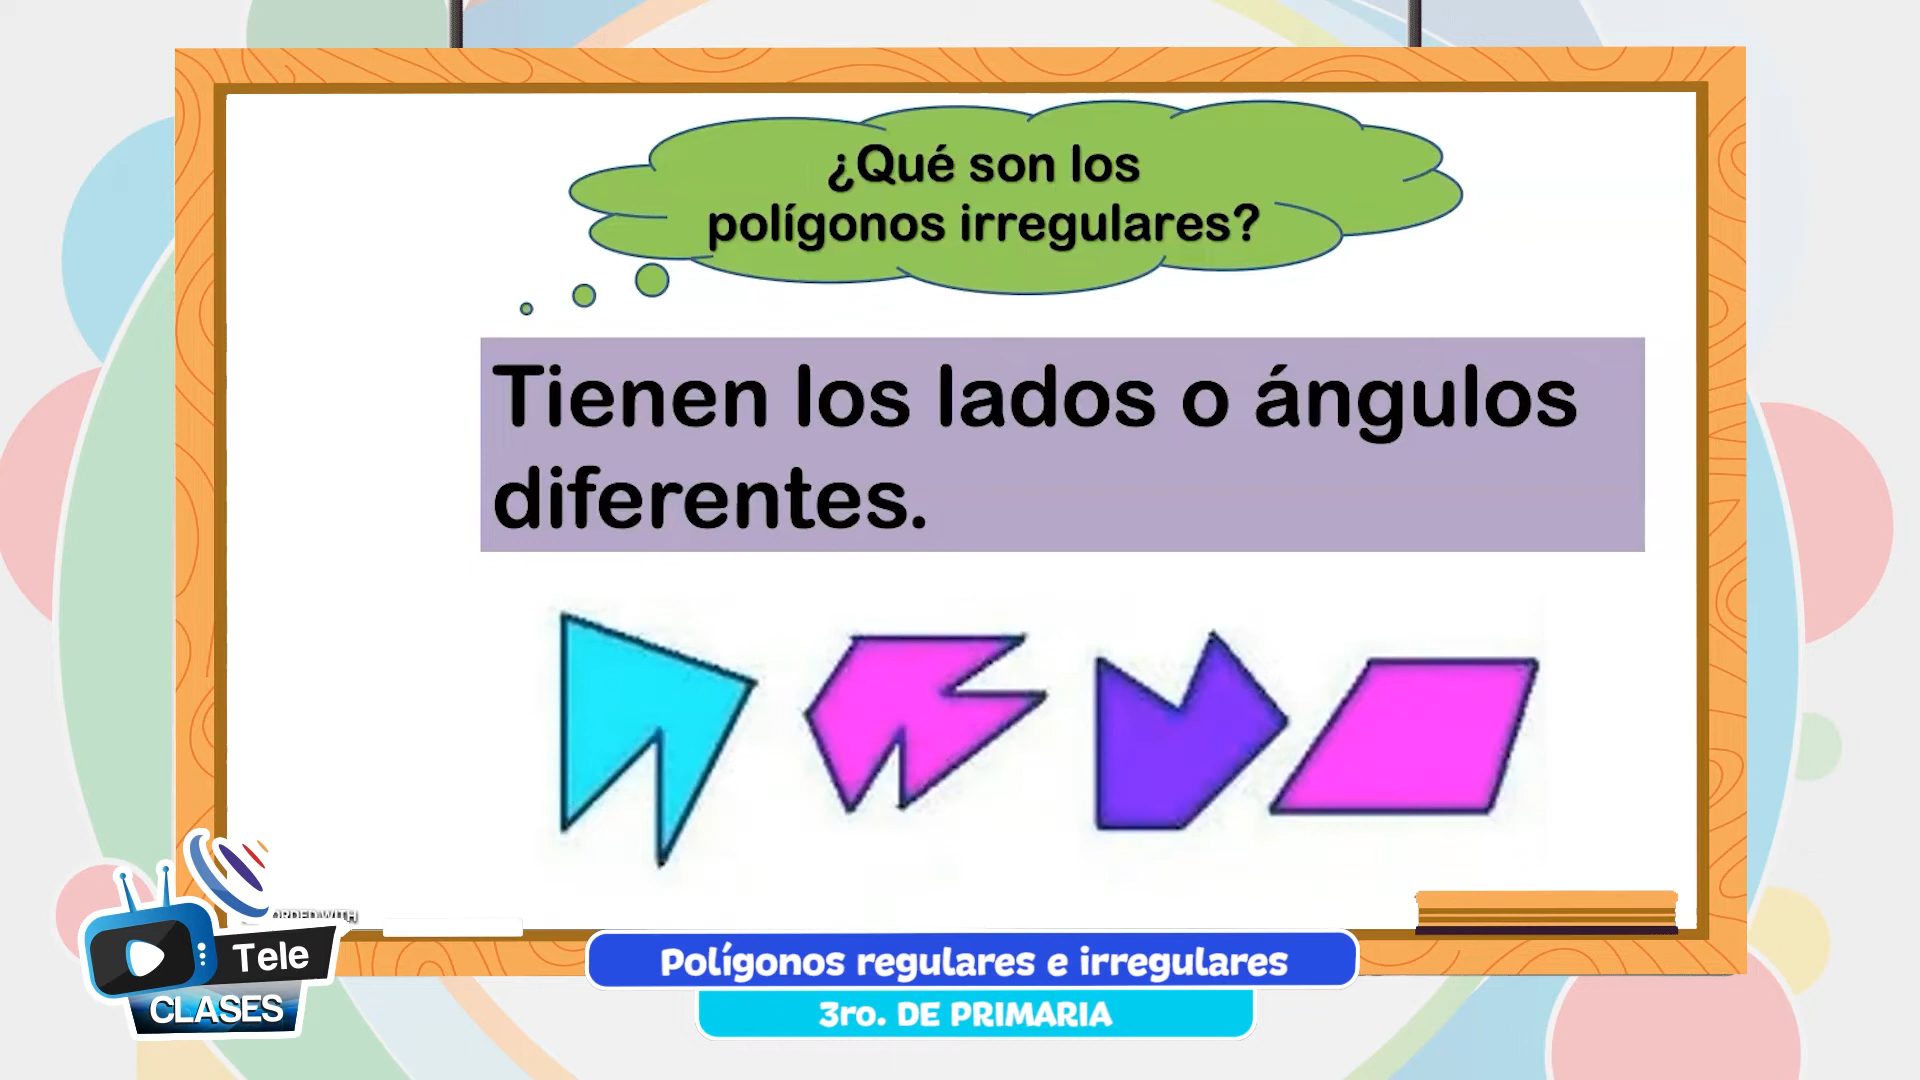 ¿Qué son los
polígonos irregulares?
Tienen los lados o ángulos
diferentes.
Tele
CLASES
Polígonos regulares e irregulares
3ro. DE PRIMARIA